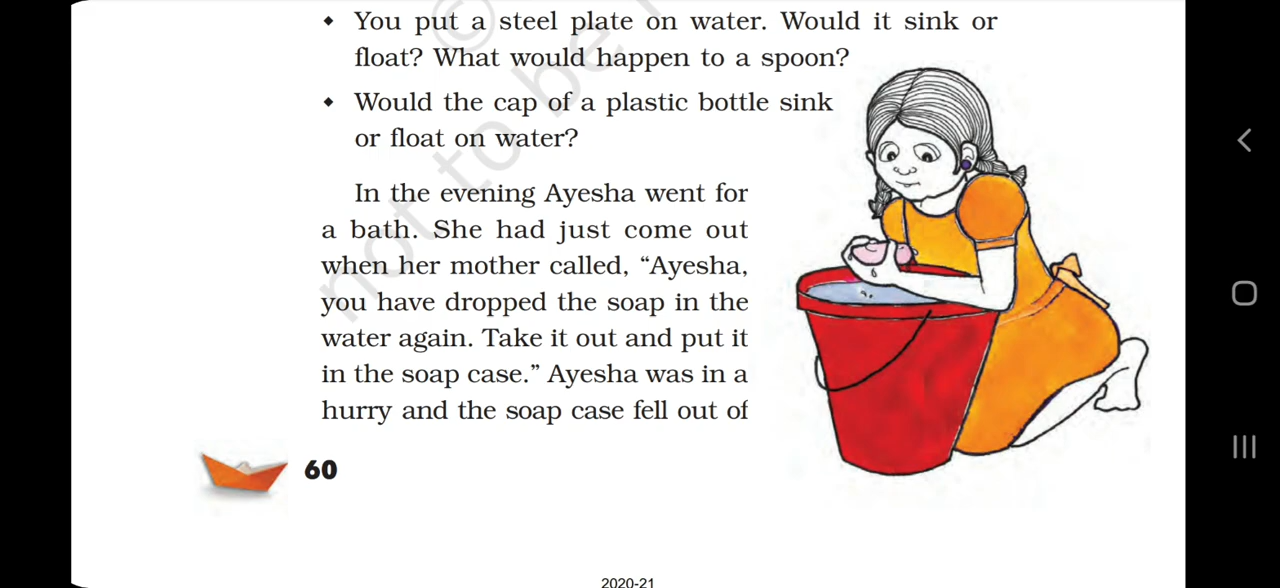 ◆ You put a steel plate on water. Would it sink or
float? What would happen to a spoon?
◆ Would the cap of a plastic bottle sink
or float on water?
In the evening Ayesha went for
a bath. She had just come out
when her mother called, “Ayesha,
you have dropped the soap in the
water again. Take it out and put it
in the soap case.” Ayesha was in a
hurry and the soap case fell out of
60
2020-21
©
not to be